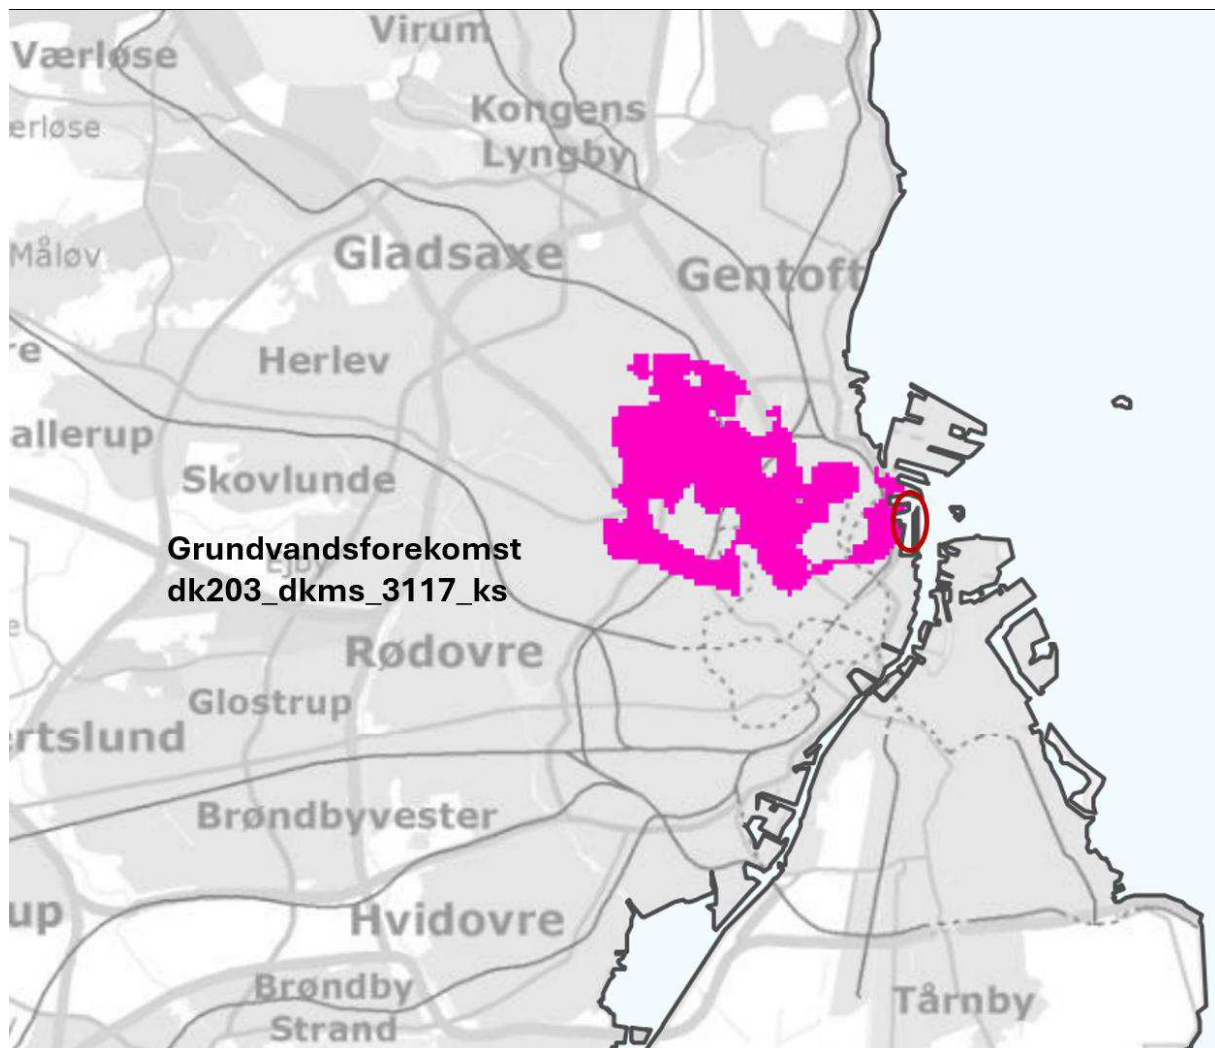 Virum
Værløse
Kongens
Lyngby
erløse
Måløv
Gladsaxe
Gentoft
re
Herlev
allerup
Skovlunde
Grundvandsforekomst
Ejby
dk203_dkms_3117_ks
e
Rødovre
Glostrup
rtslund
Brøndbyvester
up
Hvidovre
Brøndby
Strand
Tårnby